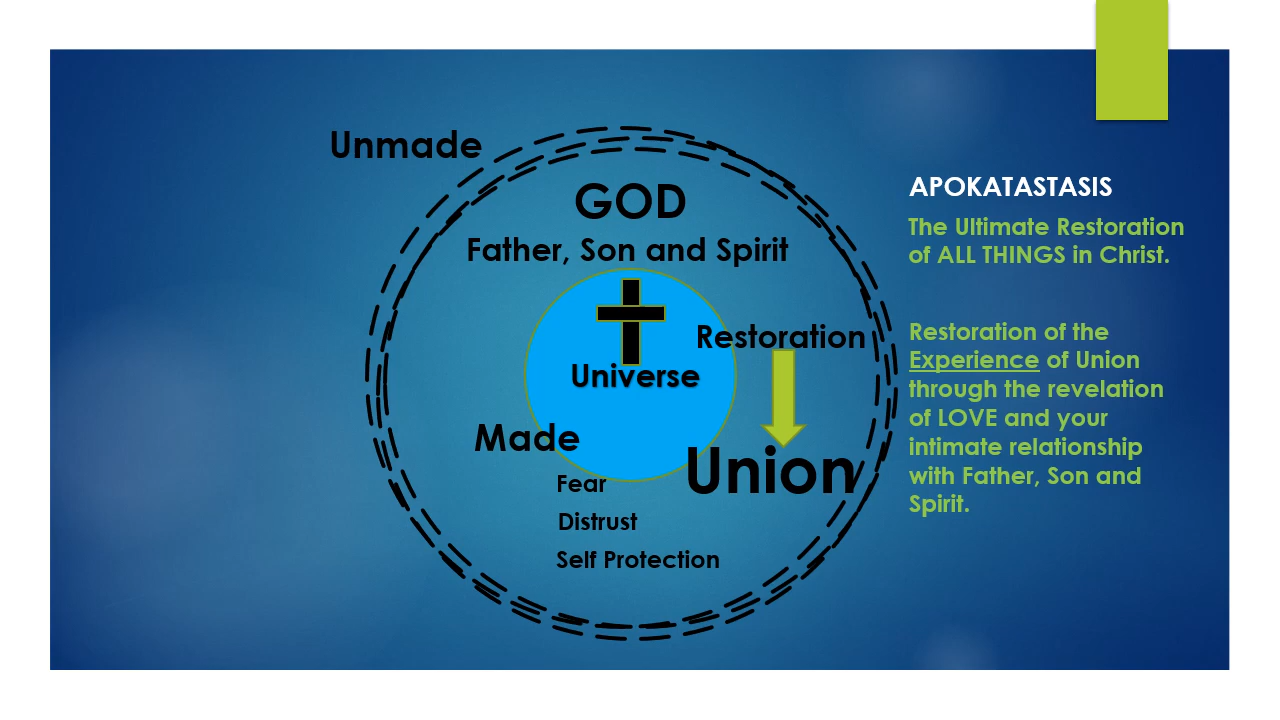 Unmade
GOD
Father, Son and Spirit
Restoration
Universe
Made
Union
Fear
Distrust
Self Protection
APOKATASTASIS
The Ultimate Restoration
of ALL THINGS in Christ.
Restoration of the
Experience of Union
through the revelation
of LOVE and your
intimate relationship
with Father, Son and
Spirit.